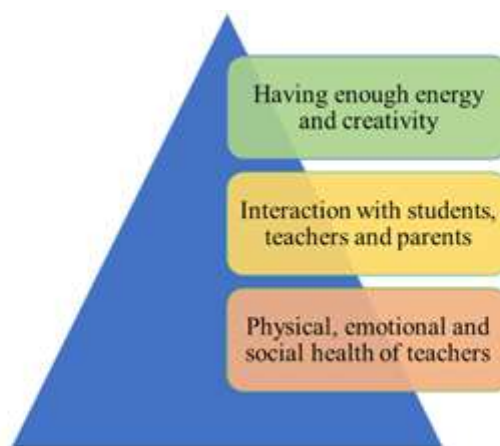 Having enough energy
and creativity
Interaction with students,
teachers and parents
Physical, emotional and
social health of teachers